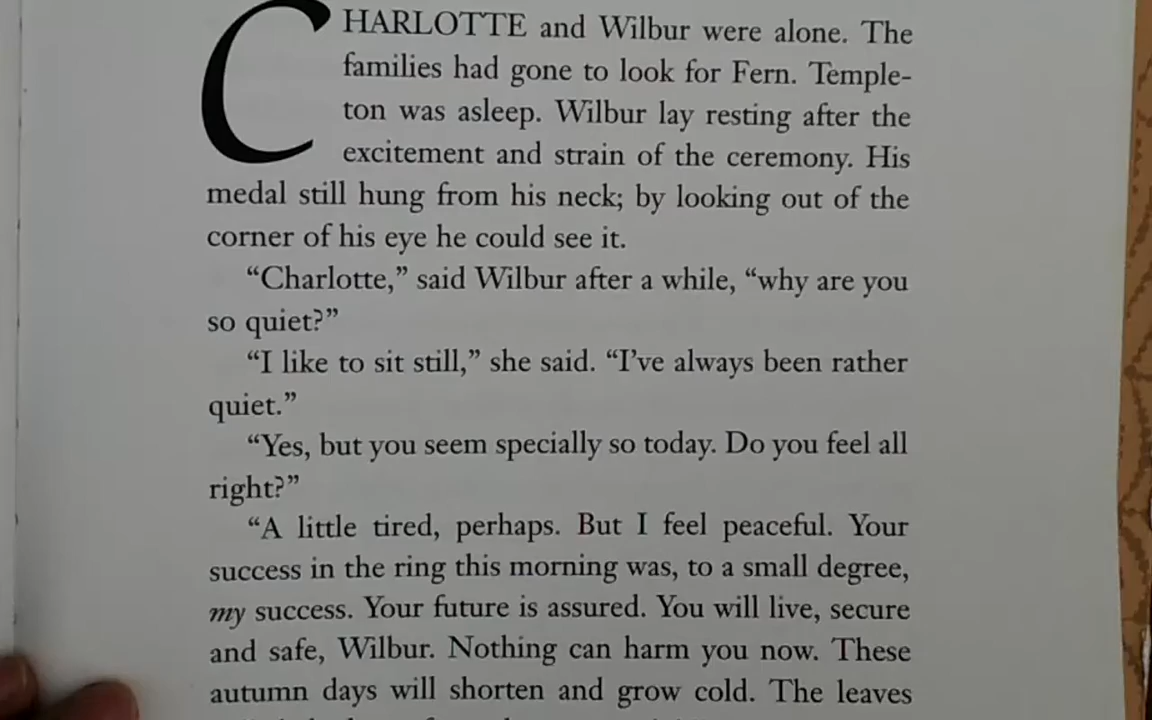 CHARLOTTE and Wilbur were alone. The
families had gone to look for Fern. Temple-
ton was asleep. Wilbur lay resting after the
excitement and strain of the ceremony. His
medal still hung from his neck; by looking out of the
corner of his eye he could see it.
“Charlotte,” said Wilbur after a while, “why are you
so quiet?”
“I like to sit still,” she said. “I’ve always been rather
quiet.”
“Yes, but you seem specially so today. Do you feel all
right?”
“A little tired, perhaps. But I feel peaceful. Your
success in the ring this morning was, to a small degree,
my success. Your future is assured. You will live, secure
and safe, Wilbur. Nothing can harm you now. These
autumn days will shorten and grow cold. The leaves